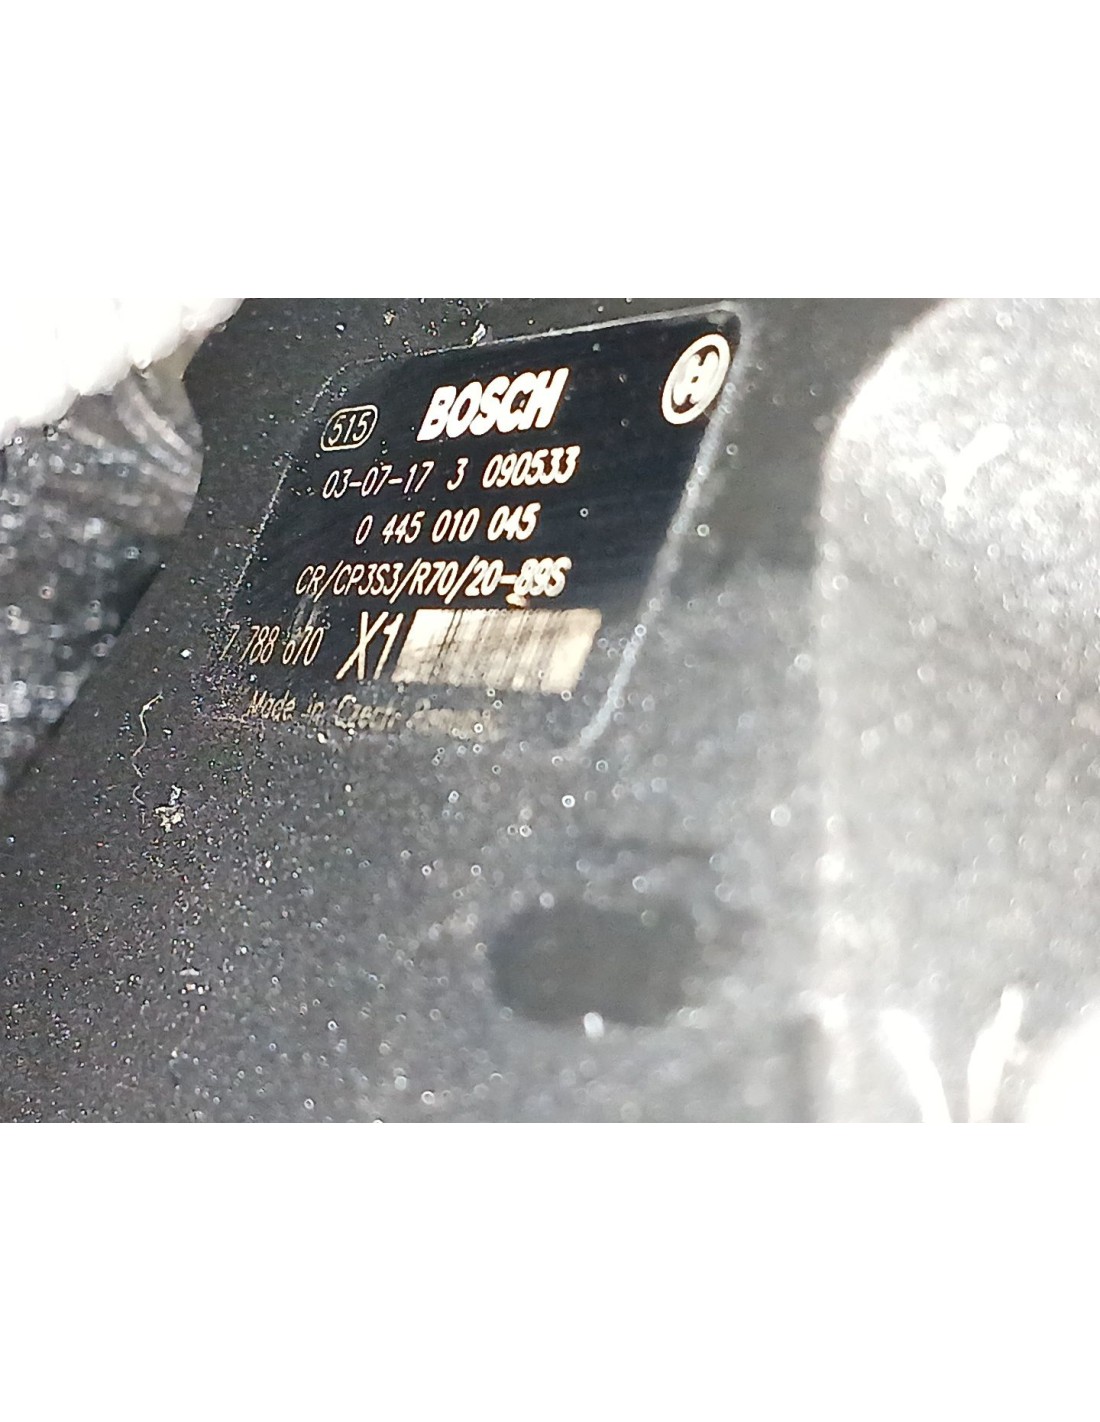 515 BOSCH
03-07-17 3 090533
0 445 010 045
CR/CP3S3/R70/20-89S
7 788 670 X1
Made in Czech Republic